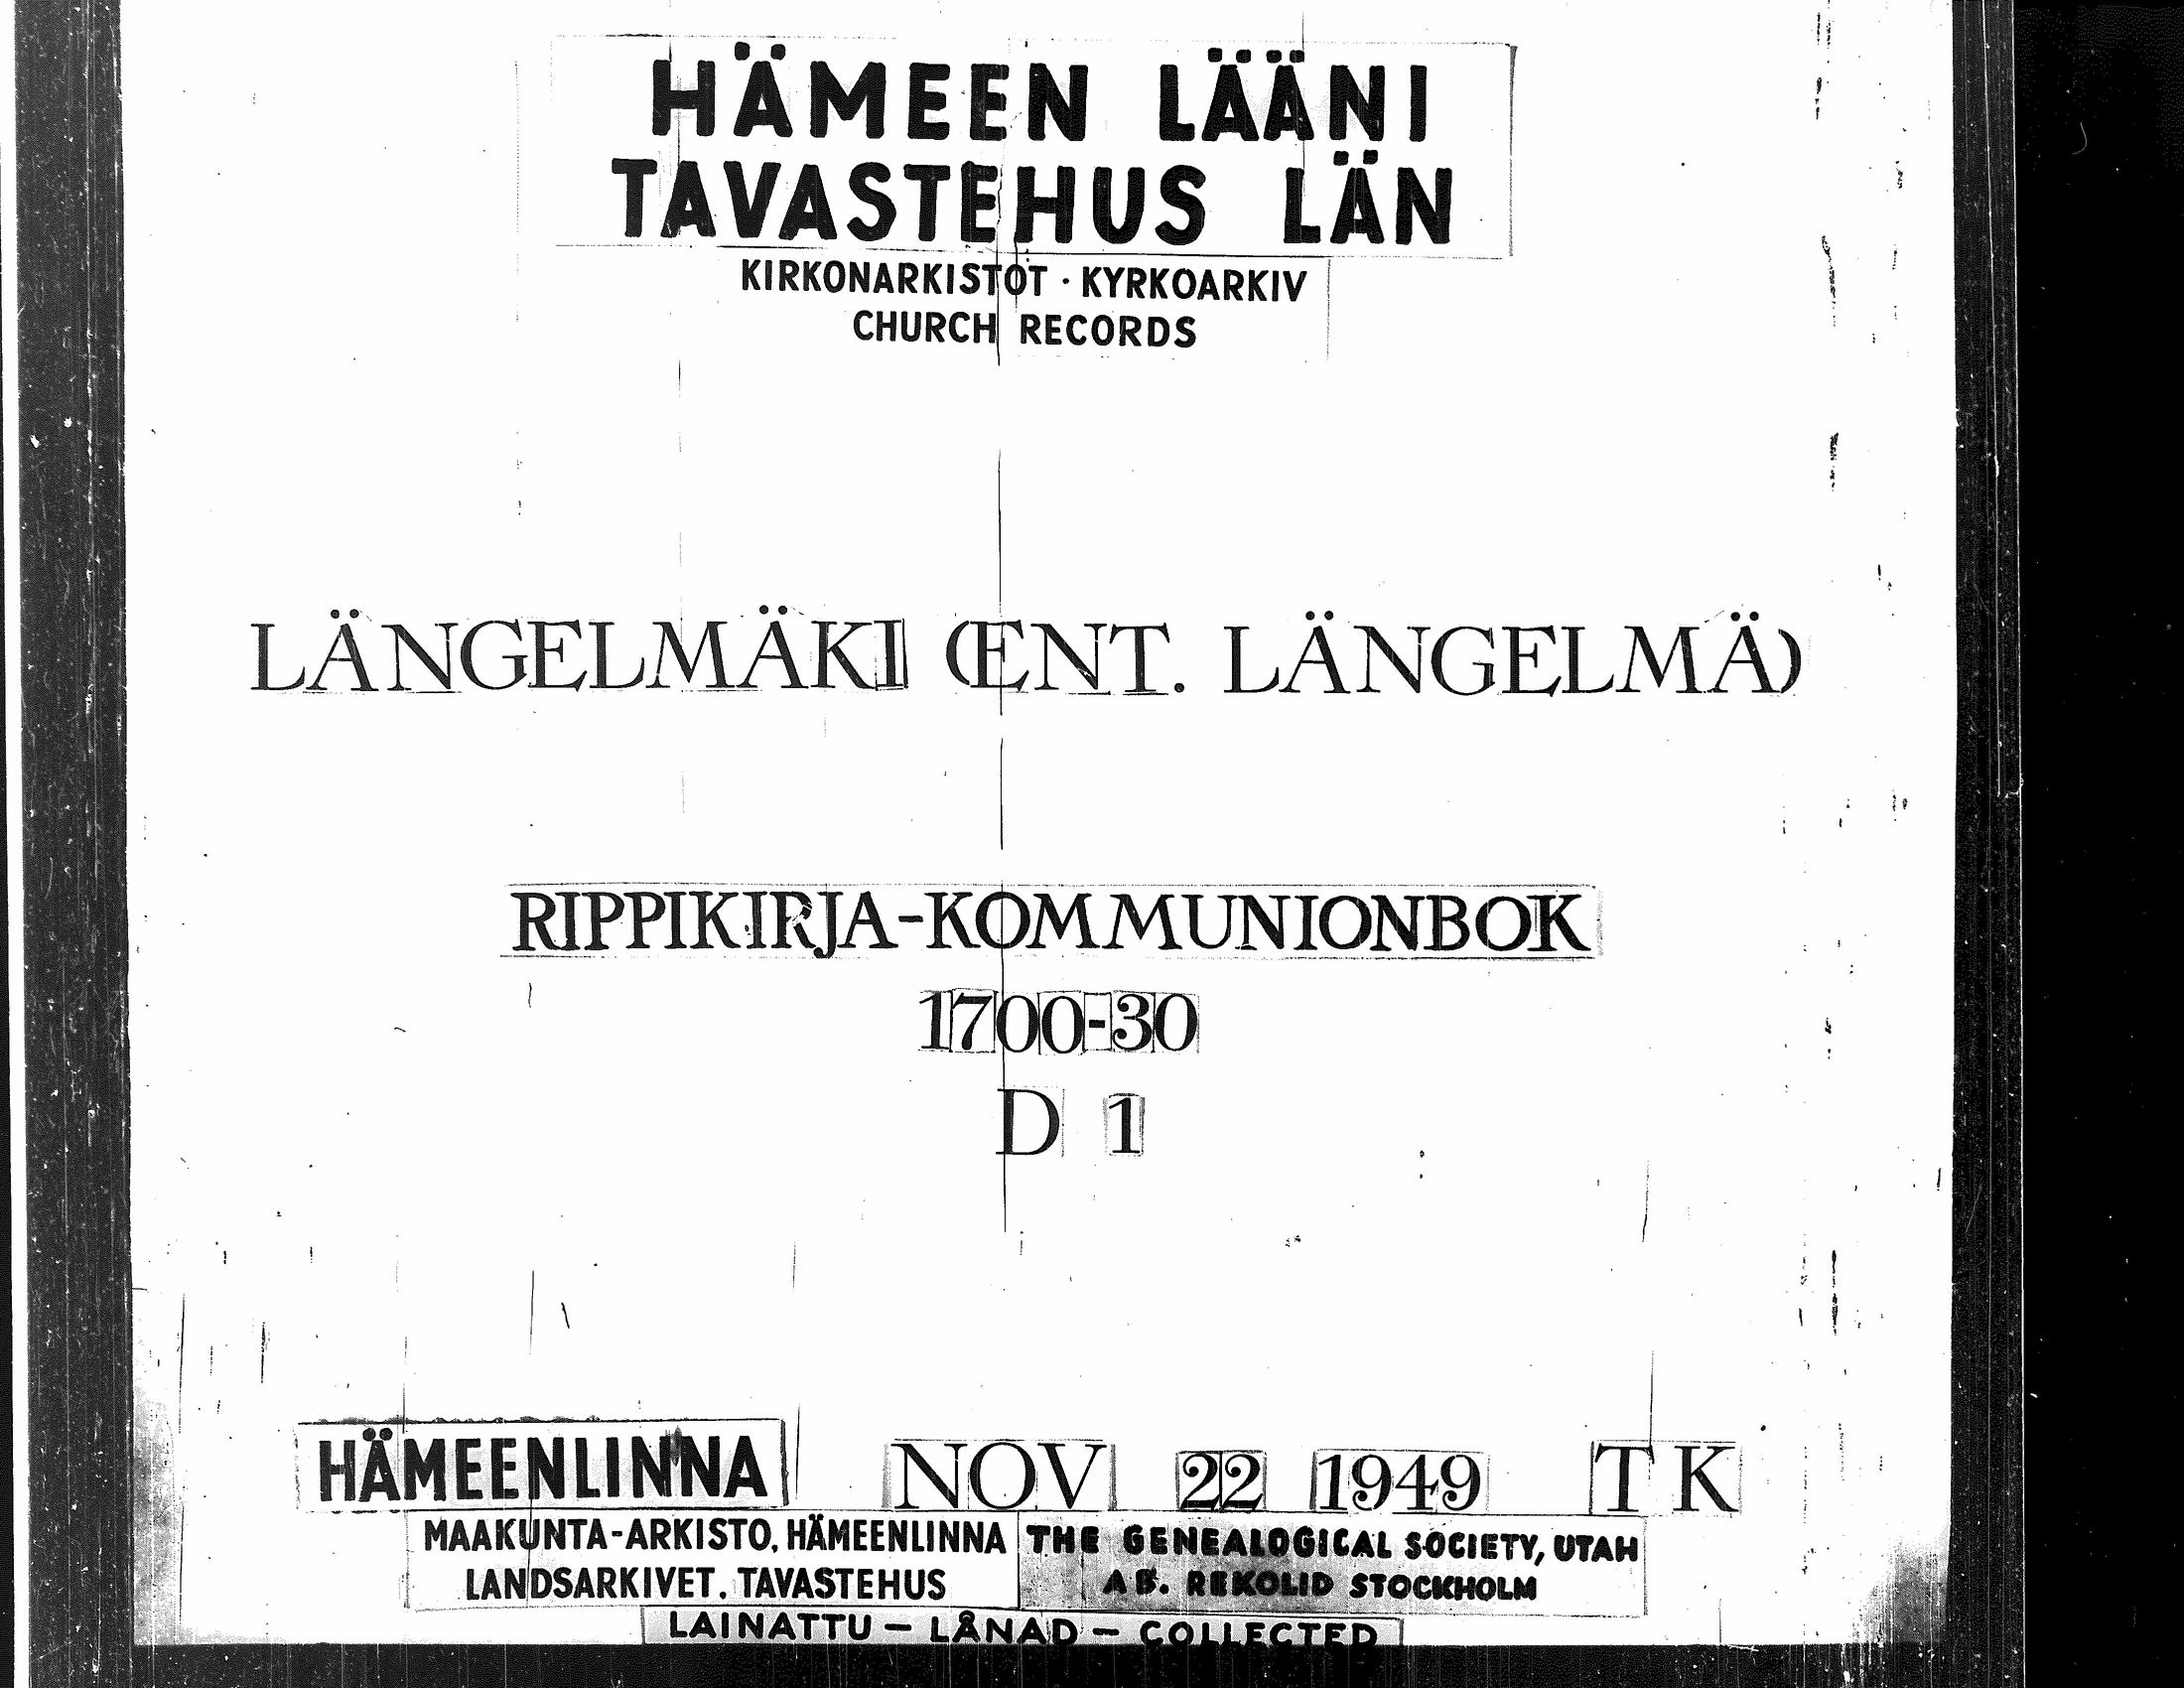 HÄMEEN LÄÄNI
TAVASTEHUS LÄN
KIRKONARKISTOT · KYRKOARKIV
CHURCH RECORDS
LÄNGELMÄKI (ENT. LÄNGELMÄ)
RIPPIKIRJA-KOMMUNIONBOK
1700-30
D 1
HÄMEENLINNA NOV 22 1949 T K
MAAKUNTA-ARKISTO, HÄMEENLINNA
LANDSARKIVET. TAVASTEHUS
THE GENEALOGICAL SOCIETY, UTAH
AB. REKOLID STOCKHOLM
LAINATTU — LÅNAD — COLLECTED